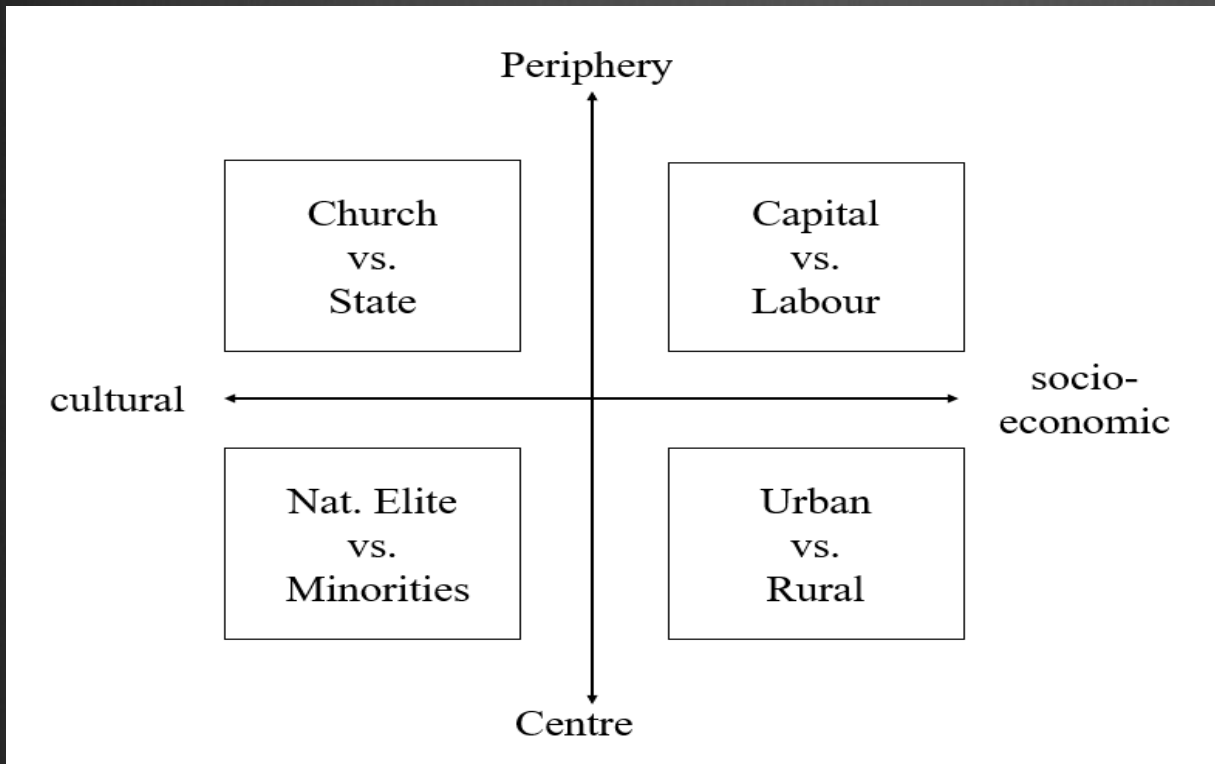 Periphery
Church
vs.
State
Capital
vs.
Labour
cultural
socio-
economic
Nat. Elite
vs.
Minorities
Urban
vs.
Rural
Centre